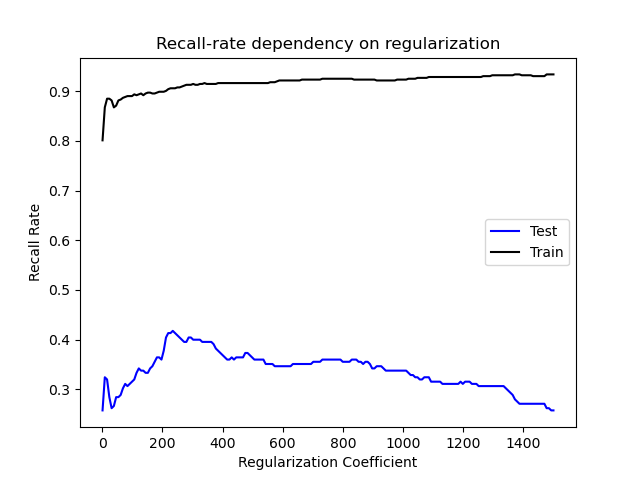 Recall-rate dependency on regularization
Recall Rate
0.9
0.8
0.7
0.6
0.5
0.4
0.3
Test
Train
0 200 400 600 800 1000 1200 1400
Regularization Coefficient